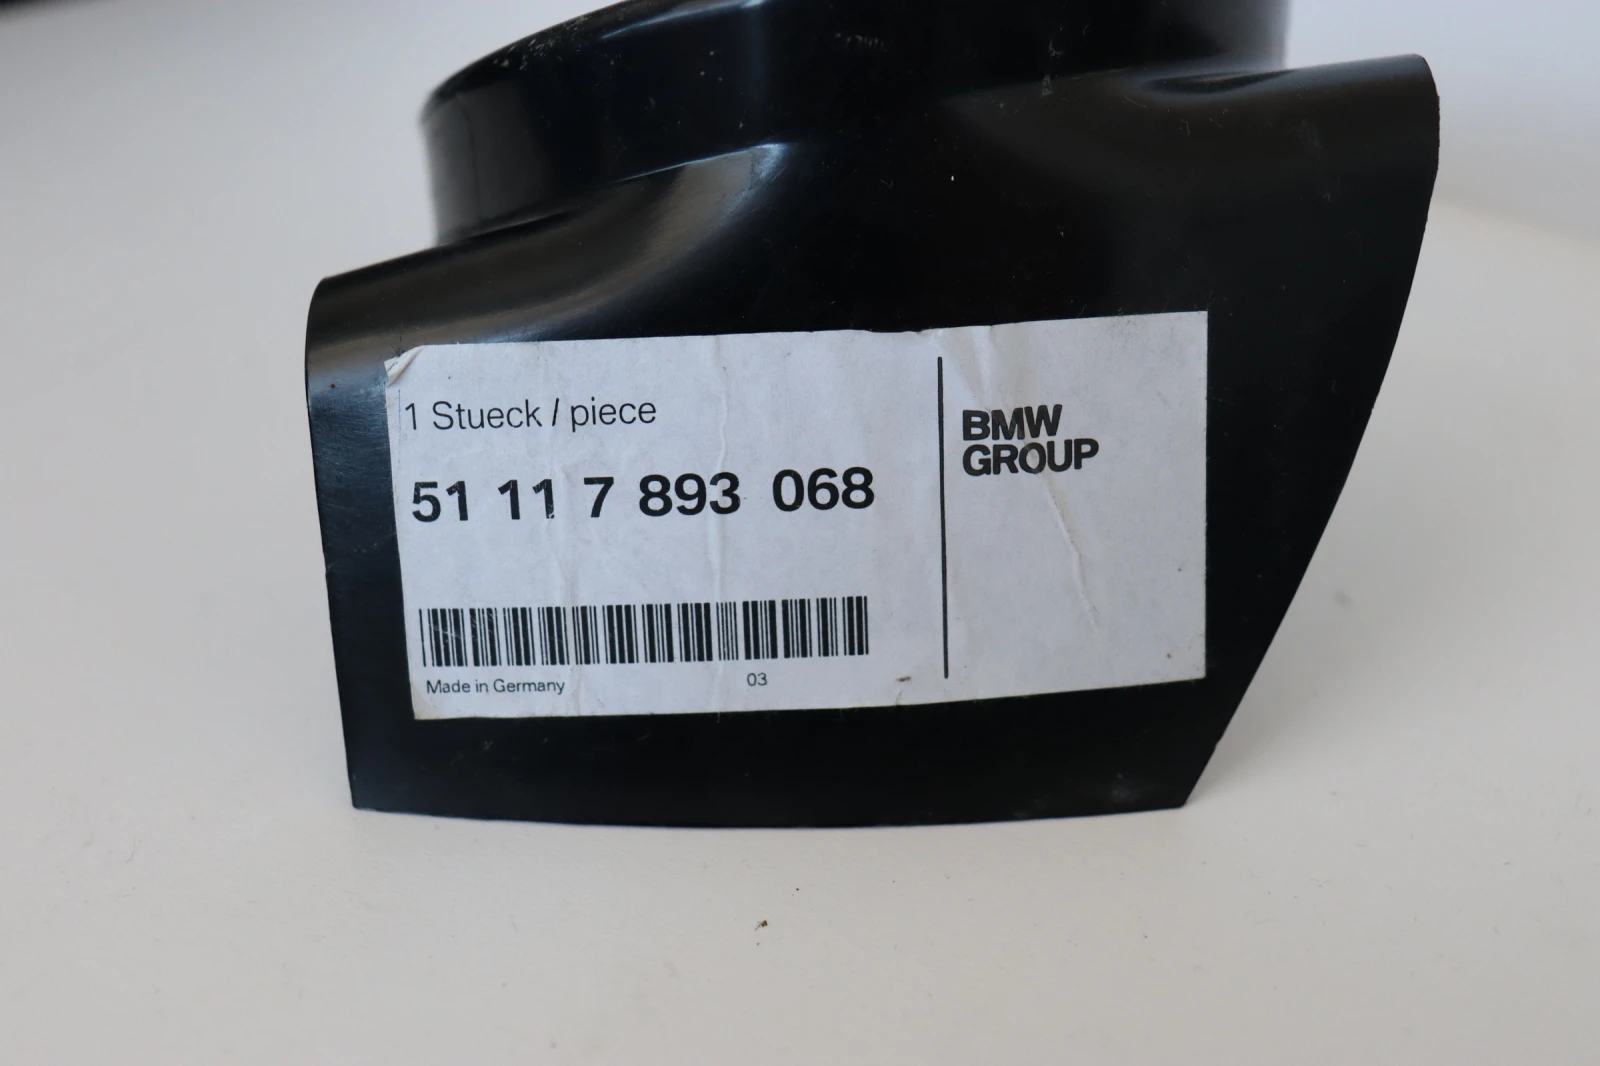 1 Stueck / piece
51 11 7 893 068
Made in Germany 03
BMW
GROUP